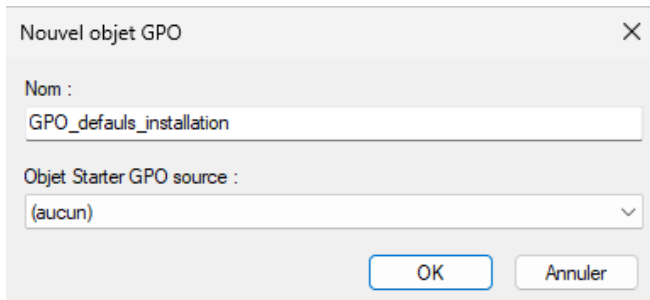 Nouvel objet GPO
Nom :
GPO_defauls_installation
Objet Starter GPO source :
(aucun)
OK Annuler